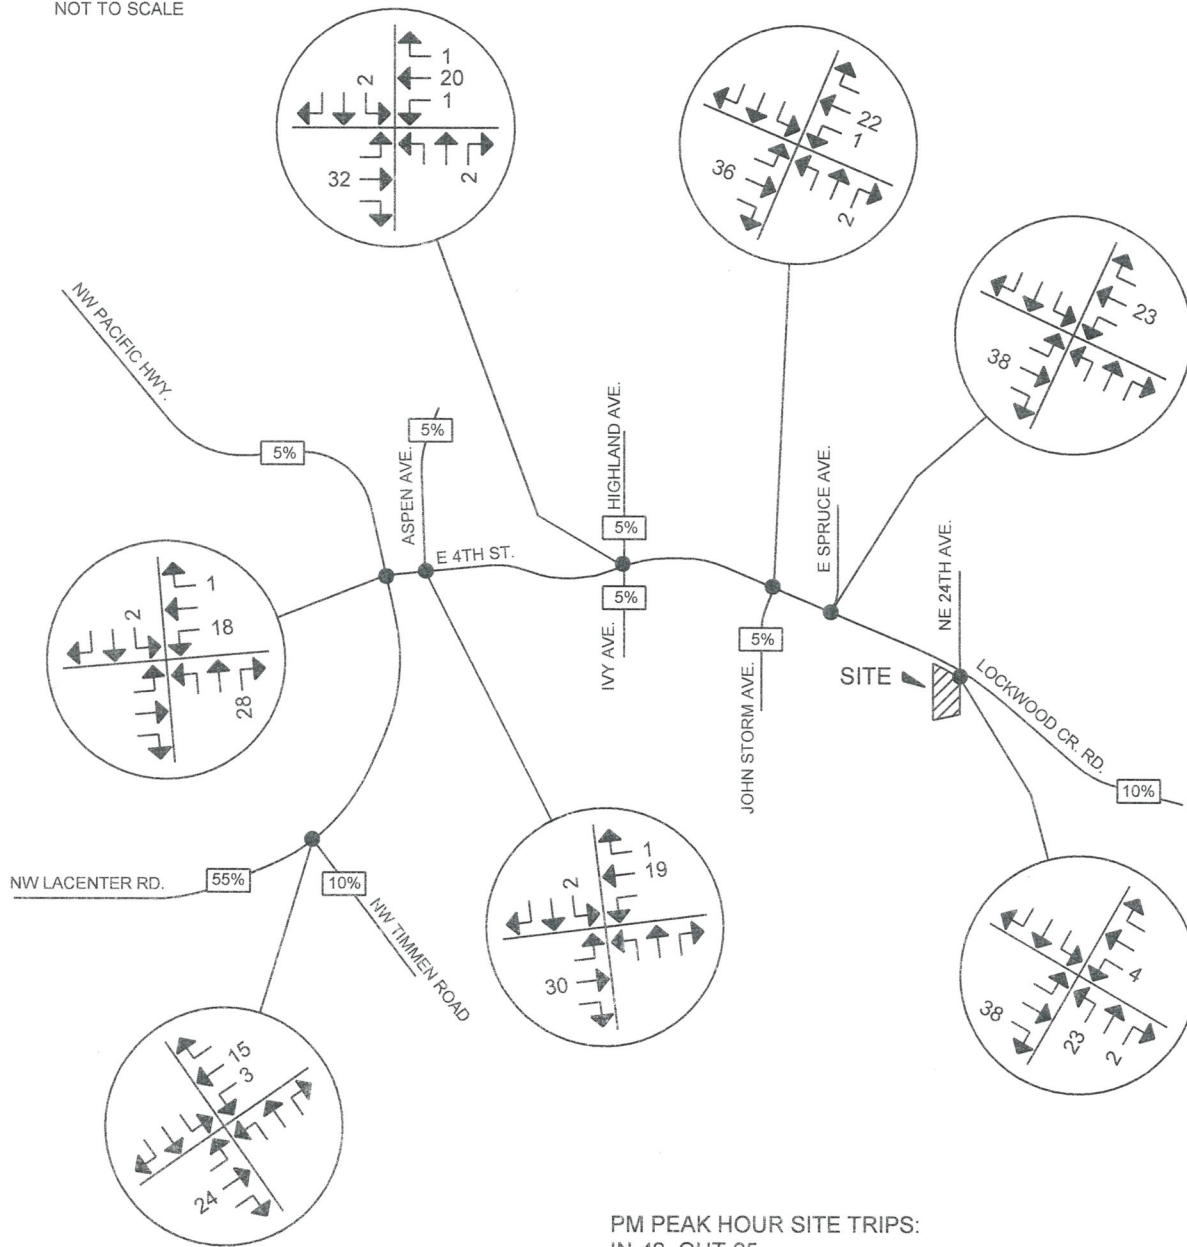 NOT TO SCALE
1
20
1
2
32
2
22
1
36
2
23
38
NW PACIFIC HWY.
5%
5%
ASPEN AVE.
HIGHLAND AVE.
5%
E 4TH ST.
5%
IVY AVE.
E SPRUCE AVE.
5%
JOHN STORM AVE.
NE 24TH AVE.
SITE
LOCKWOOD CR. RD.
10%
1
2
18
28
NW LACENTER RD.
55%
10%
NW TIMMEN ROAD
1
19
2
30
4
38
23
2
15
3
24
PM PEAK HOUR SITE TRIPS: